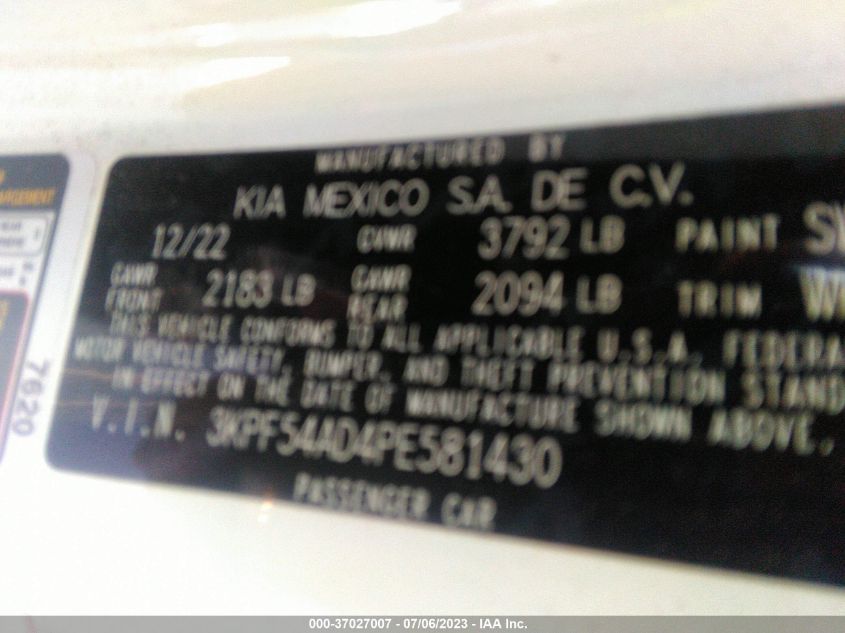 MANUFACTURED BY
KIA MEXICO S.A. DE C.V.
12/22 GVWR 3792 LB PAINT
GAWR FRONT 2183 LB GAWR REAR 2094 LB TRIM
THIS VEHICLE CONFORMS TO ALL APPLICABLE U.S.A. FEDERA
MOTOR VEHICLE SAFETY, BUMPER, AND THEFT PREVENTION STAND
IN EFFECT ON THE DATE OF MANUFACTURE SHOWN ABOVE.
V.I.N. 3KPF54AD4PE581430
PASSENGER CAR
7620
000-37027007 - 07/06/2023 - IAA Inc.